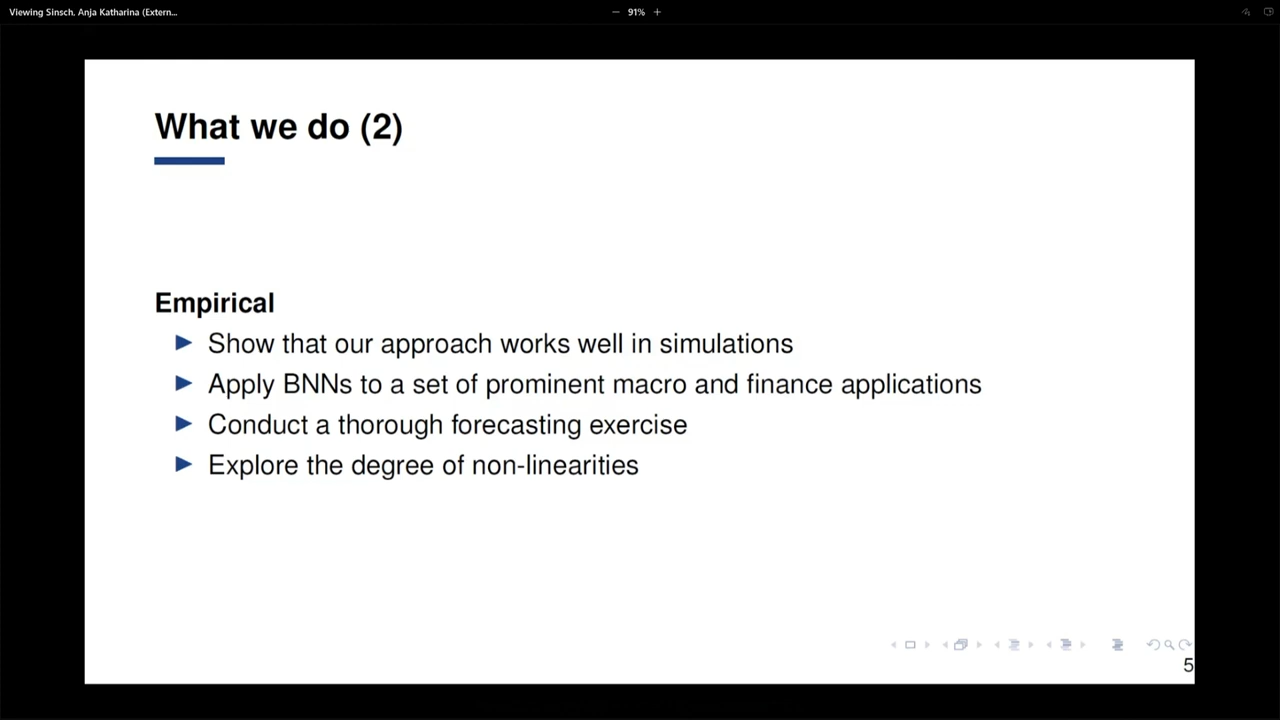 Viewing Sinsch, Anja Katharina (Extern...
91%
What we do (2)
Empirical
Show that our approach works well in simulations
Apply BNNs to a set of prominent macro and finance applications
Conduct a thorough forecasting exercise
Explore the degree of non-linearities
5